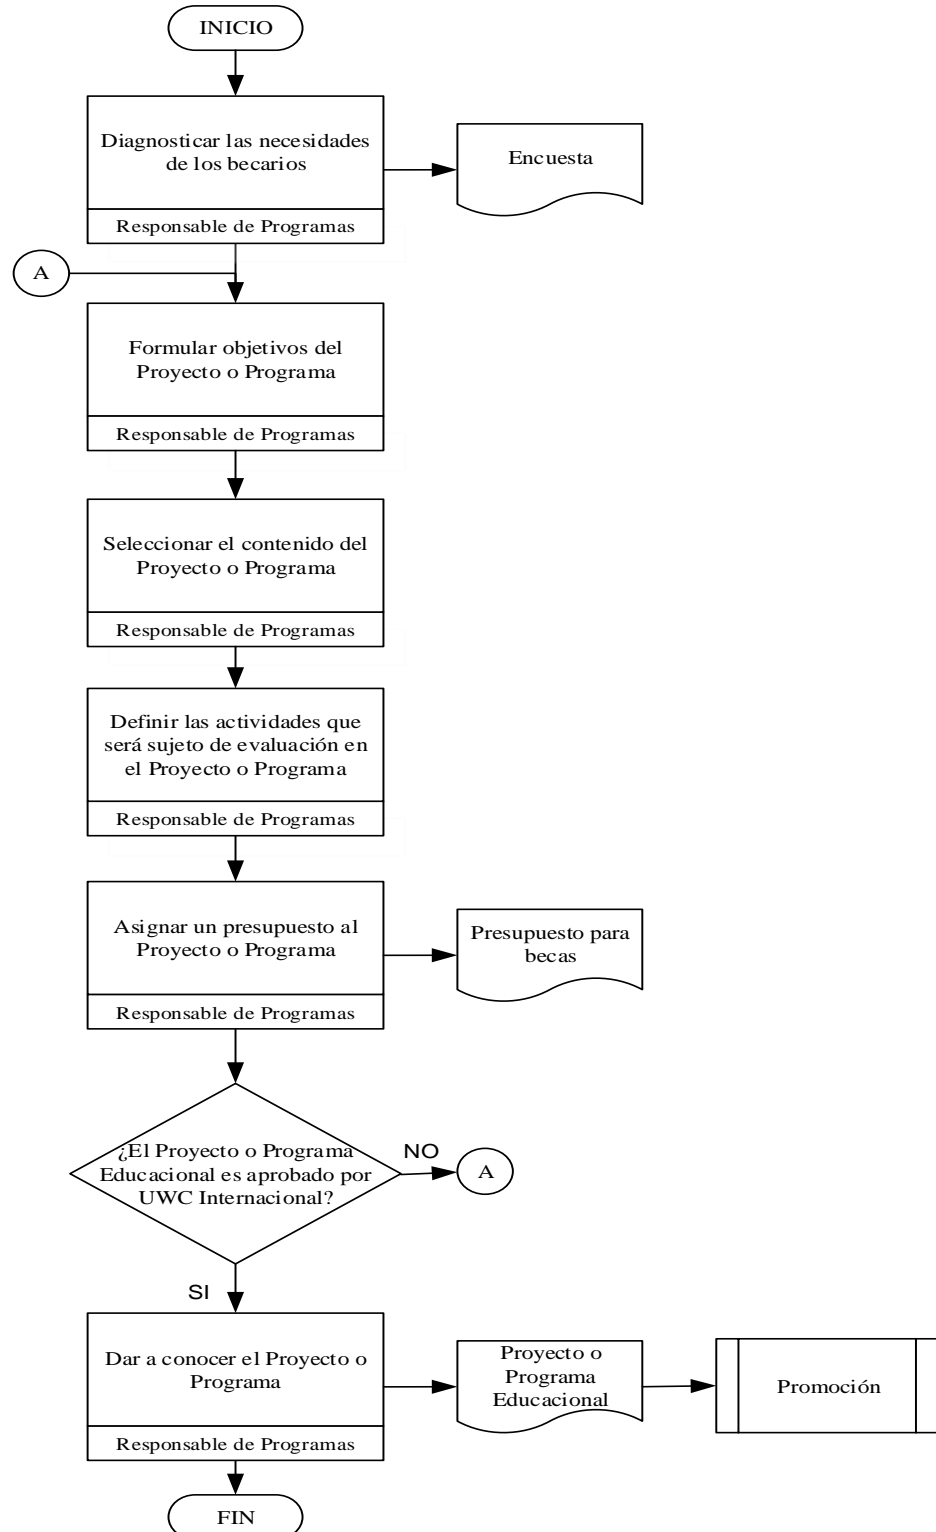 INICIO
Diagnosticar las necesidades
de los becarios
Responsable de Programas
Encuesta
A
Formular objetivos del
Proyecto o Programa
Responsable de Programas
Seleccionar el contenido del
Proyecto o Programa
Responsable de Programas
Definir las actividades que
será sujeto de evaluación en
el Proyecto o Programa
Responsable de Programas
Asignar un presupuesto al
Proyecto o Programa
Responsable de Programas
Presupuesto para
becas
¿El Proyecto o Programa
Educacional es aprobado por
UWC Internacional?
NO
A
SI
Dar a conocer el Proyecto o
Programa
Responsable de Programas
Proyecto o
Programa
Educacional
Promoción
FIN